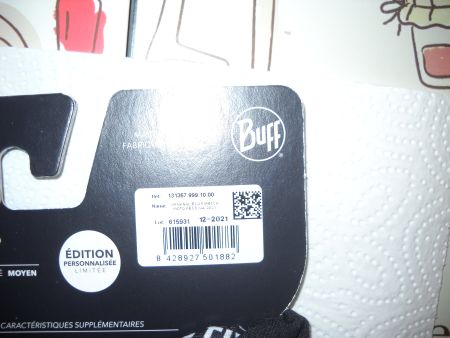 BUFF
Ref: 131367.999.10.00
Name:
Lot: 615931 12-2021
8 428927 501882
ÉDITION
PERSONNALISÉE
LIMITÉE
MOYEN
CARACTÉRISTIQUES SUPPLÉMENTAIRES